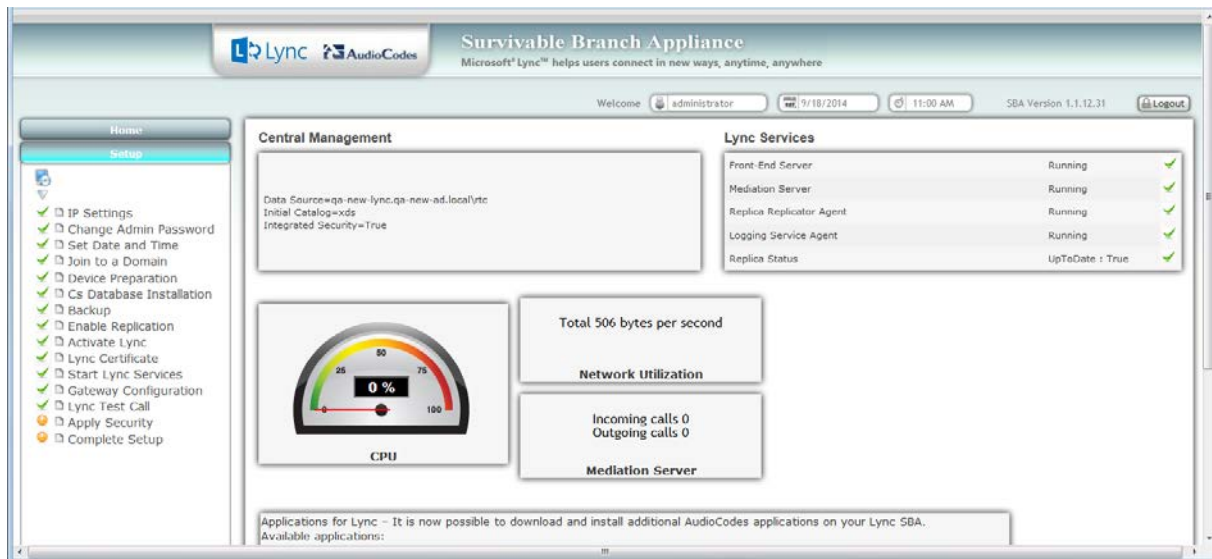 Lync AudioCodes
Survivable Branch Appliance
Microsoft® Lync™ helps users connect in new ways, anytime, anywhere
Welcome administrator 9/18/2014 11:00 AM SBA Version 1.1.12.31 Logout
Home
Setup
IP Settings
Change Admin Password
Set Date and Time
Join to a Domain
Device Preparation
Cs Database Installation
Backup
Enable Replication
Activate Lync
Lync Certificate
Start Lync Services
Gateway Configuration
Lync Test Call
Apply Security
Complete Setup
Central Management
Data Source=qa-new-lync.qa-new-ad.local\rtc
Initial Catalog=xds
Integrated Security=True
Lync Services
Front-End Server Running
Mediation Server Running
Replica Replicator Agent Running
Logging Service Agent Running
Replica Status UpToDate : True
0 25 50 75 100
0 %
CPU
Total 506 bytes per second
Network Utilization
Incoming calls 0
Outgoing calls 0
Mediation Server
Applications for Lync - It is now possible to download and install additional AudioCodes applications on your Lync SBA.
Available applications: